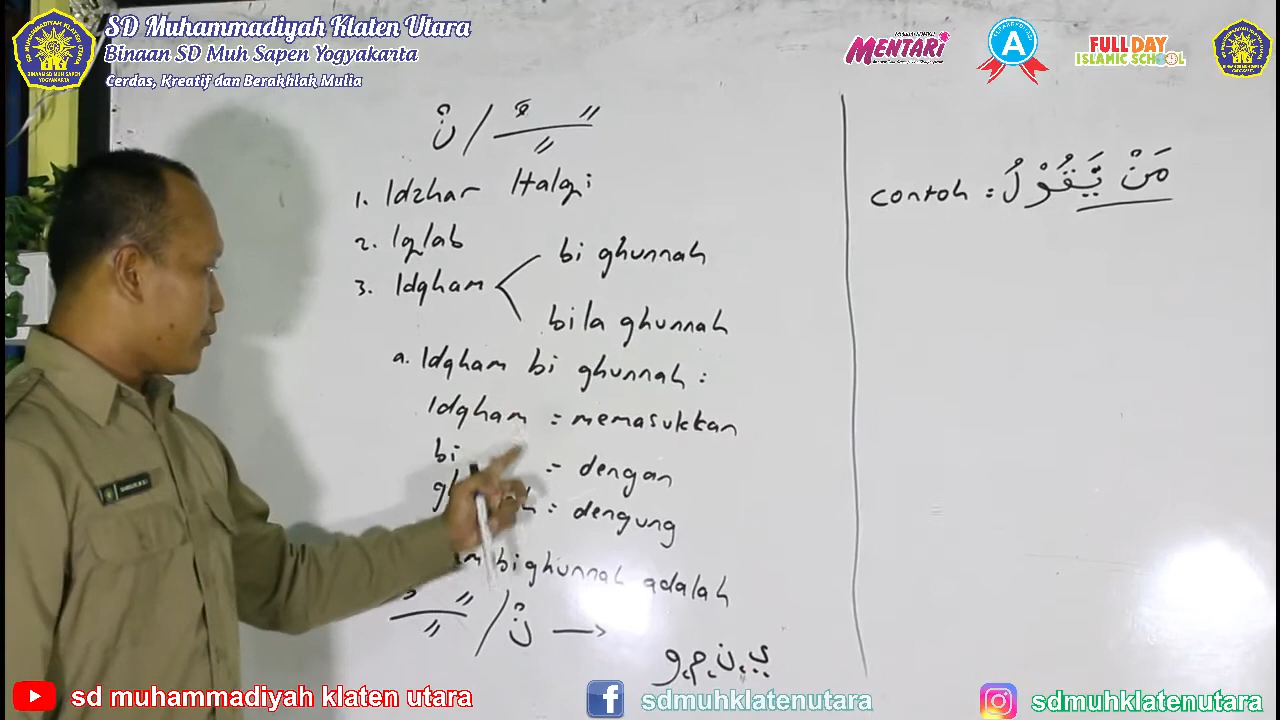 SD Muhammadiyah Klaten Utara
Binaan SD Muh Sapen Yogyakarta
Cerdas, Kreatif dan Berakhlak Mulia
MENTARI
A
FULL DAY
ISLAMIC SCHOOL
نْ /
1. Idzhar Halqi
2. Iqlab
3. Idgham
bi ghunnah
bila ghunnah
a. Idgham bi ghunnah :
Idgham = memasukkan
bi = dengan
= dengung
bighunnah adalah
/ نْ →
ي, ن, م, و
contoh : مَنْ يَّقُوْلُ
sd muhammadiyah klaten utara
sdmuhklatenutara
sdmuhklatenutara